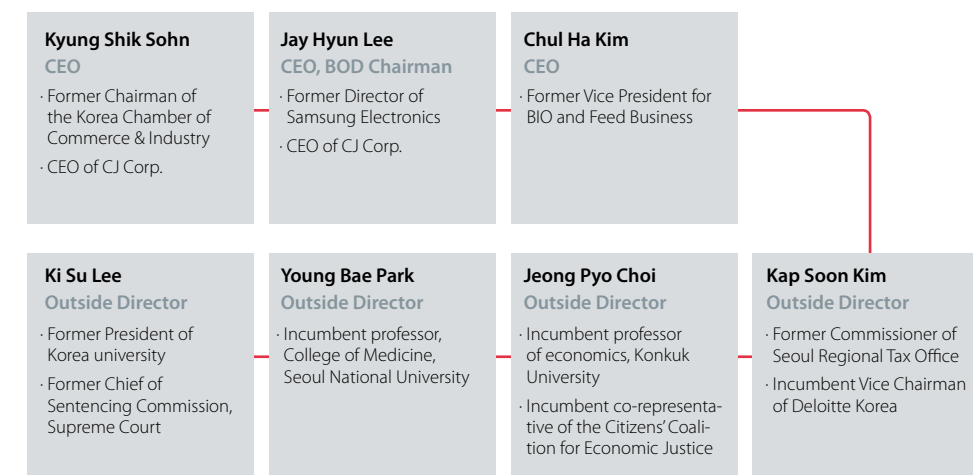 Kyung Shik Sohn
CEO
· Former Chairman of
the Korea Chamber of
Commerce & Industry
· CEO of CJ Corp.
Jay Hyun Lee
CEO, BOD Chairman
· Former Director of
Samsung Electronics
· CEO of CJ Corp.
Chul Ha Kim
CEO
· Former Vice President for
BIO and Feed Business
Ki Su Lee
Outside Director
· Former President of
Korea university
· Former Chief of
Sentencing Commission,
Supreme Court
Young Bae Park
Outside Director
· Incumbent professor,
College of Medicine,
Seoul National University
Jeong Pyo Choi
Outside Director
· Incumbent professor
of economics, Konkuk
University
· Incumbent co-representa-
tive of the Citizens’ Coali-
tion for Economic Justice
Kap Soon Kim
Outside Director
· Former Commissioner of
Seoul Regional Tax Office
· Incumbent Vice Chairman
of Deloitte Korea